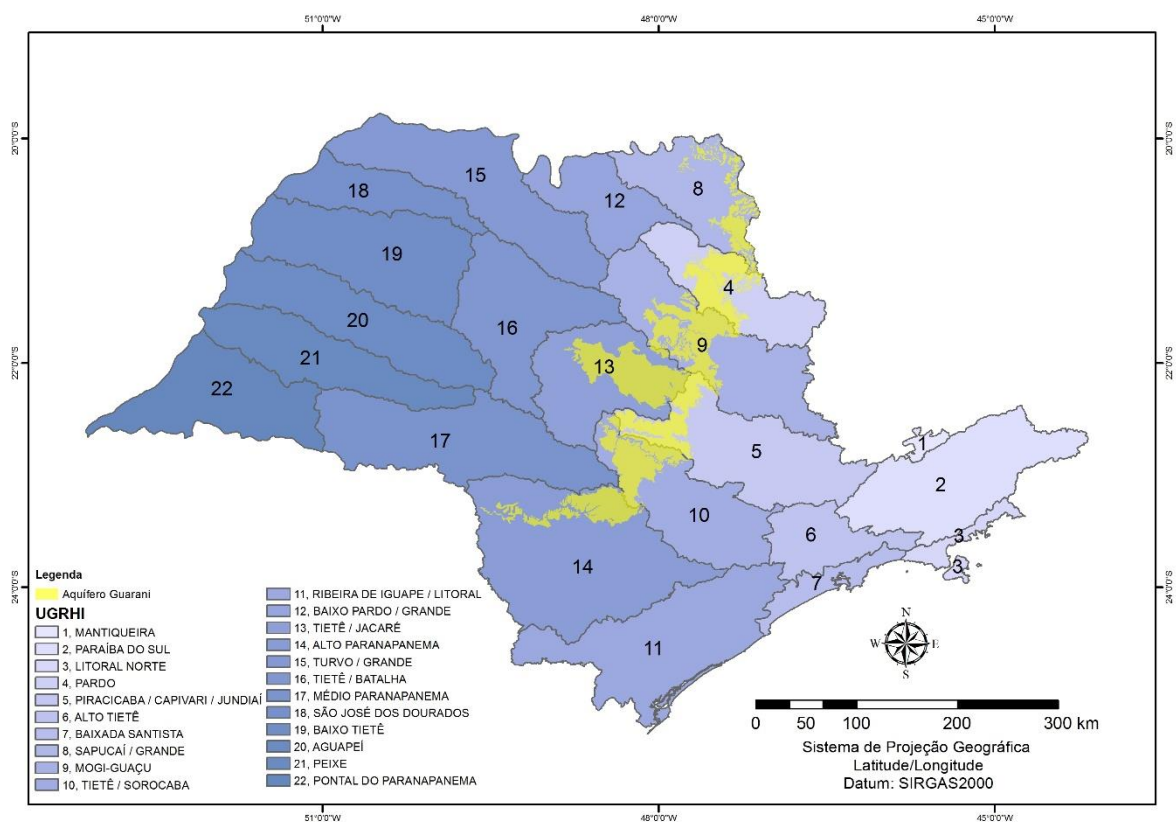 51°0'0"W 48°0'0"W 45°0'0"W
20°0'0"S 20°0'0"S
15
18
12
8
19
4
20
16
9
21
13
22
17
5
1
2
10
6
3
14
3
7
11
22°0'0"S 22°0'0"S
24°0'0"S 24°0'0"S
Legenda
Aquífero Guarani
UGRHI
1, MANTIQUEIRA
2, PARAÍBA DO SUL
3, LITORAL NORTE
4, PARDO
5, PIRACICABA / CAPIVARI / JUNDIAÍ
6, ALTO TIETÊ
7, BAIXADA SANTISTA
8, SAPUCAÍ / GRANDE
9, MOGI-GUAÇU
10, TIETÊ / SOROCABA
11, RIBEIRA DE IGUAPE / LITORAL
12, BAIXO PARDO / GRANDE
13, TIETÊ / JACARÉ
14, ALTO PARANAPANEMA
15, TURVO / GRANDE
16, TIETÊ / BATALHA
17, MÉDIO PARANAPANEMA
18, SÃO JOSÉ DOS DOURADOS
19, BAIXO TIETÊ
20, AGUAPEÍ
21, PEIXE
22, PONTAL DO PARANAPANEMA
N
W E
S
0 50 100 200 300 km
Sistema de Projeção Geográfica
Latitude/Longitude
Datum: SIRGAS2000
51°0'0"W 48°0'0"W 45°0'0"W